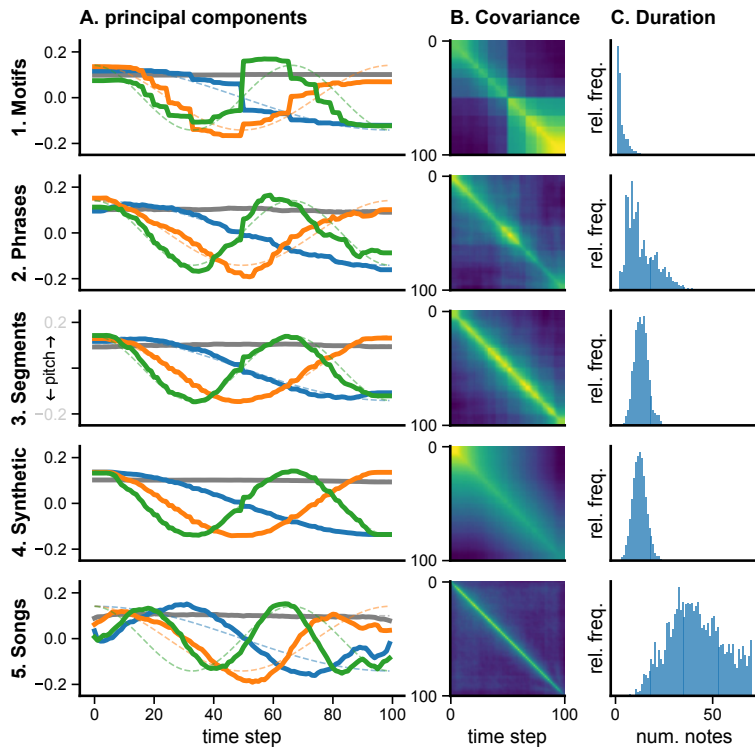 A. principal components B. Covariance C. Duration
1. Motifs
0.2
0.0
−0.2
0
100
rel. freq.
2. Phrases
0.2
0.0
−0.2
0
100
rel. freq.
3. Segments
0.2
← pitch →
−0.2
0
100
rel. freq.
4. Synthetic
0.2
0.0
−0.2
0
100
rel. freq.
5. Songs
0.2
0.0
−0.2
0
100
rel. freq.
0 20 40 60 80 100 0 100 0 50
time step time step num. notes